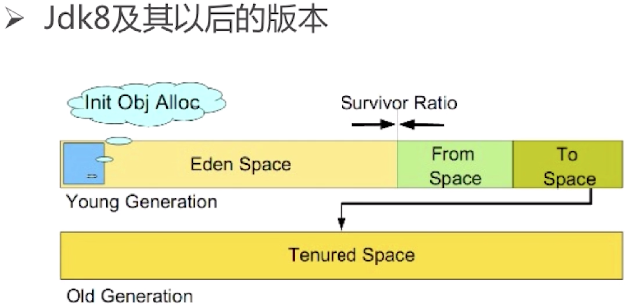 ➢ Jdk8及其以后的版本
Init Obj Alloc
Survivor Ratio
Eden Space
From Space
To Space
Young Generation
Tenured Space
Old Generation